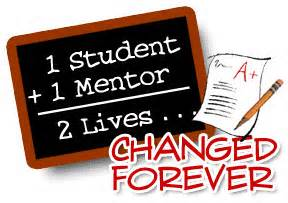 1 Student
+ 1 Mentor
2 Lives . . .
A+
CHANGED
FOREVER